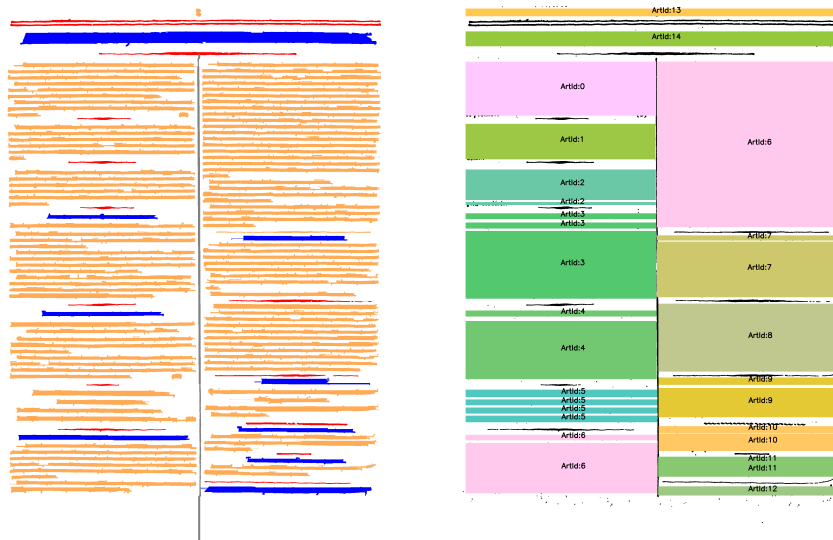 ArtId:13
ArtId:14
ArtId:0
ArtId:1
ArtId:2
ArtId:2
ArtId:3
ArtId:3
ArtId:3
ArtId:4
ArtId:4
ArtId:5
ArtId:5
ArtId:5
ArtId:5
ArtId:6
ArtId:6
ArtId:6
ArtId:7
ArtId:7
ArtId:8
ArtId:9
ArtId:9
ArtId:10
ArtId:10
ArtId:11
ArtId:11
ArtId:12